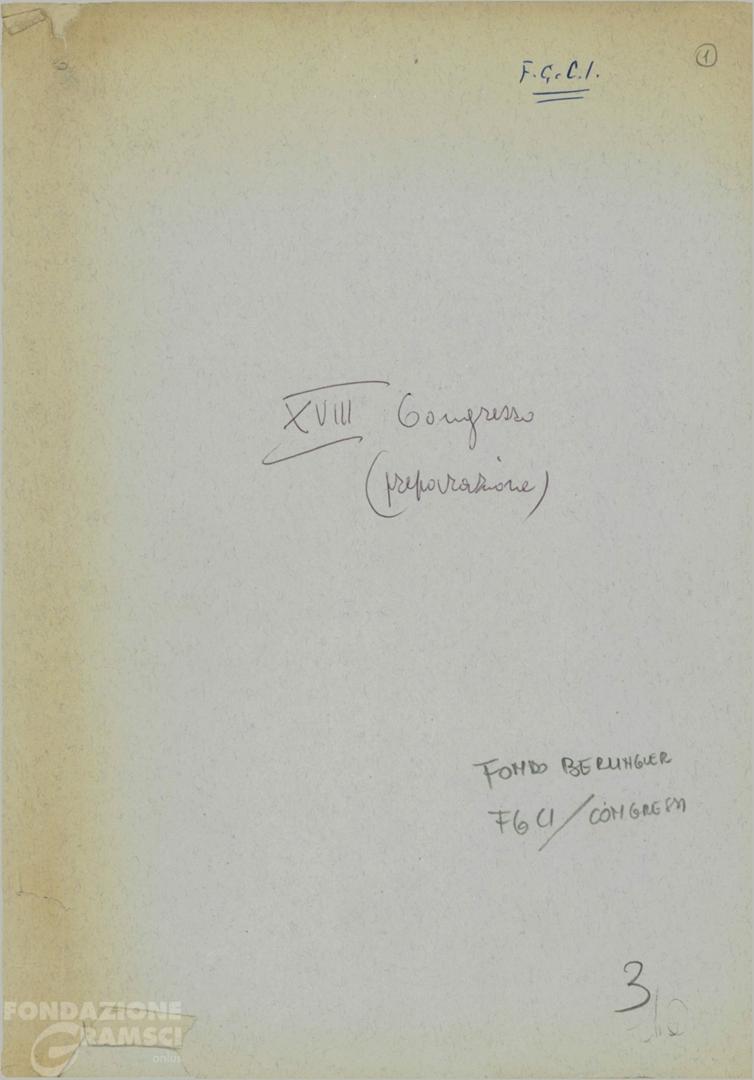 F.G.C.I.
1
XVIII Congresso
(preparazione)
FONDO BERLINGUER
FGCI/CONGRESSI
3
FONDAZIONE
GRAMSCI
onlus